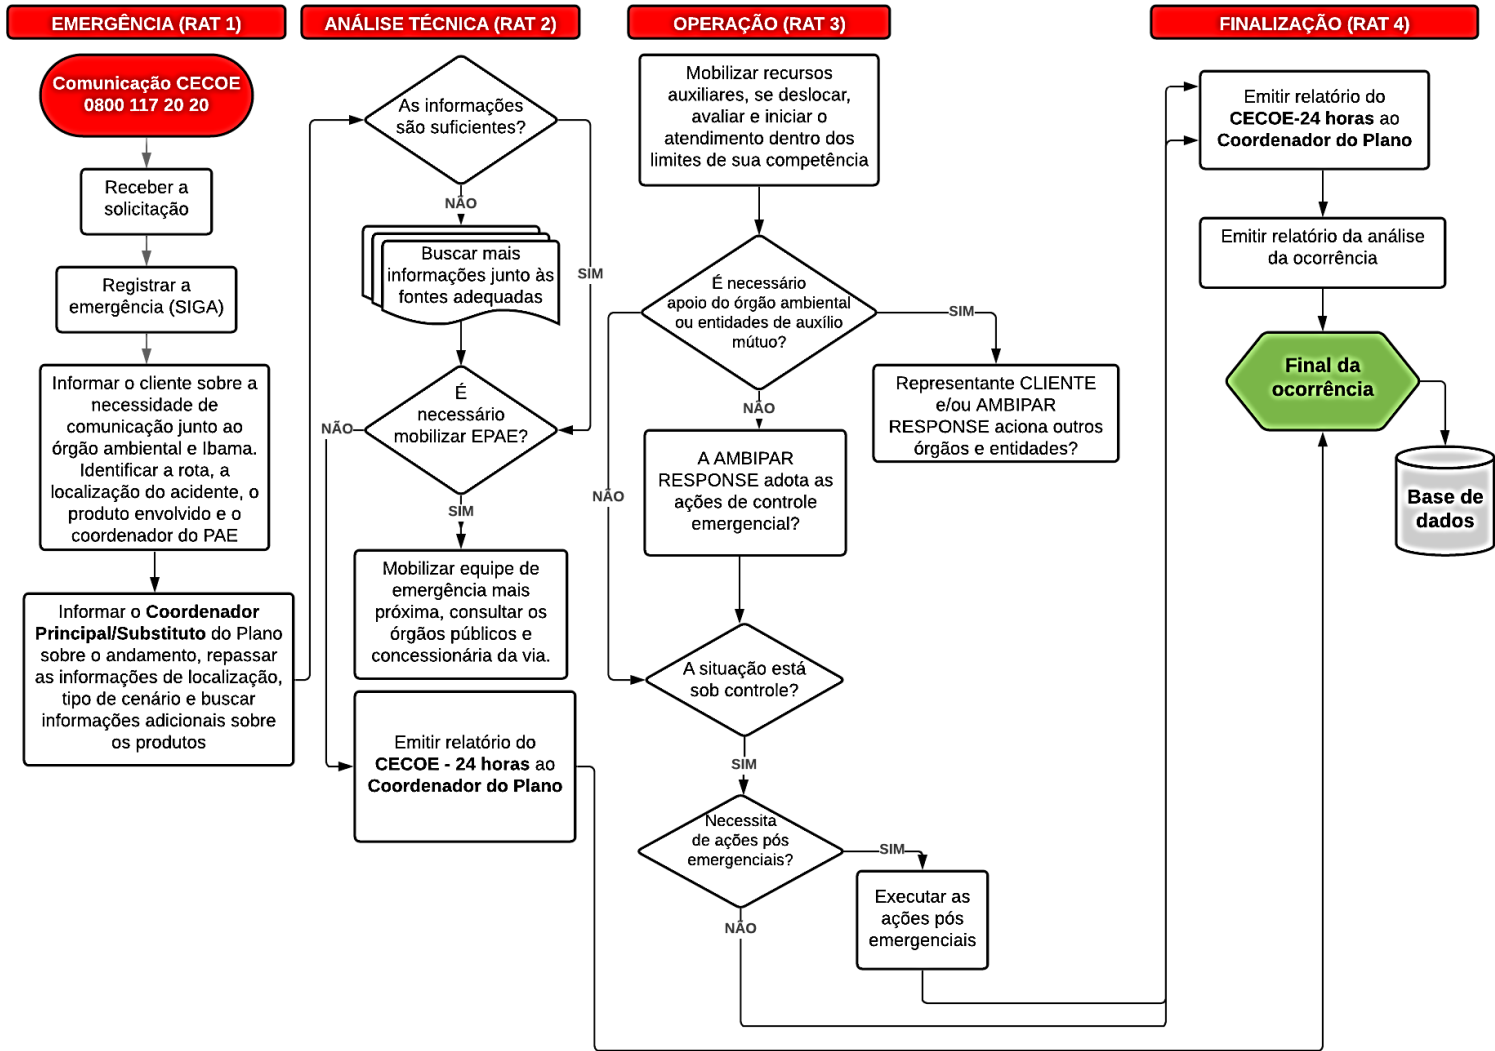 EMERGÊNCIA (RAT 1)
Comunicação CECOE
0800 117 20 20
Receber a
solicitação
Registrar a
emergência (SIGA)
Informar o cliente sobre a
necessidade de
comunicação junto ao
órgão ambiental e Ibama.
Identificar a rota, a
localização do acidente, o
produto envolvido e o
coordenador do PAE
Informar o Coordenador
Principal/Substituto do Plano
sobre o andamento, repassar
as informações de localização,
tipo de cenário e buscar
informações adicionais sobre
os produtos
ANÁLISE TÉCNICA (RAT 2)
As informações
são suficientes?
NÃO
SIM
Buscar mais
informações junto às
fontes adequadas
É
necessário
mobilizar EPAE?
NÃO
SIM
Mobilizar equipe de
emergência mais
próxima, consultar os
órgãos públicos e
concessionária da via.
Emitir relatório do
CECOE - 24 horas ao
Coordenador do Plano
OPERAÇÃO (RAT 3)
Mobilizar recursos
auxiliares, se deslocar,
avaliar e iniciar o
atendimento dentro dos
limites de sua competência
É necessário
apoio do órgão ambiental
ou entidades de auxílio
mútuo?
SIM
Representante CLIENTE
e/ou AMBIPAR
RESPONSE aciona outros
órgãos e entidades?
NÃO
NÃO
A AMBIPAR
RESPONSE adota as
ações de controle
emergencial?
A situação está
sob controle?
SIM
Necessita
de ações pós
emergenciais?
SIM
NÃO
Executar as
ações pós
emergenciais
FINALIZAÇÃO (RAT 4)
Emitir relatório do
CECOE-24 horas ao
Coordenador do Plano
Emitir relatório da análise
da ocorrência
Final da
ocorrência
Base de
dados